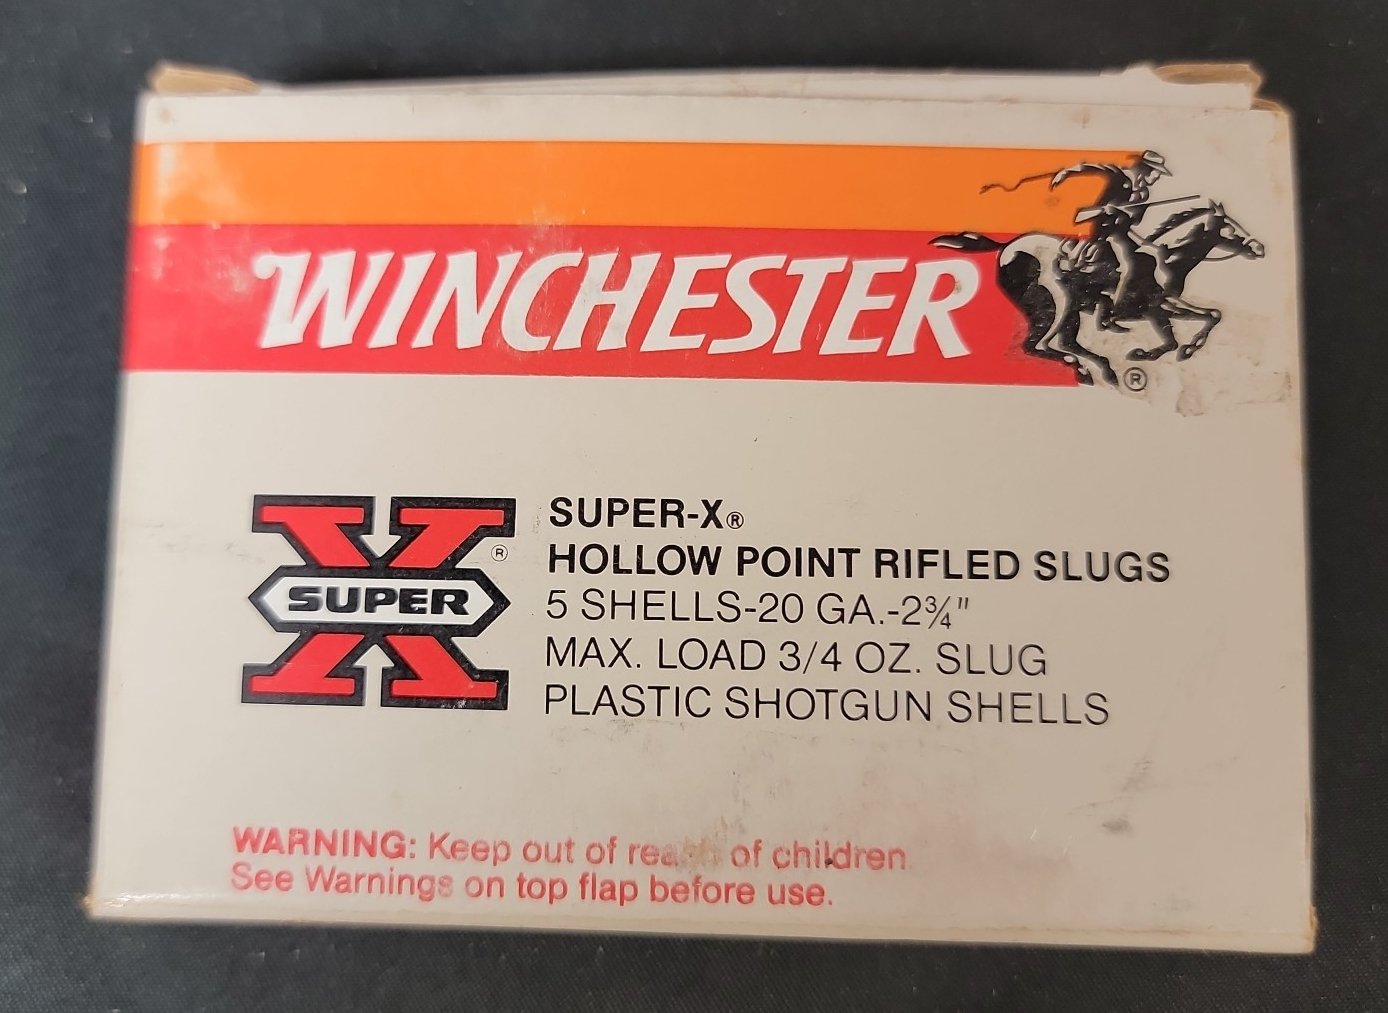 WINCHESTER
®
SUPER
®
SUPER-X®
HOLLOW POINT RIFLED SLUGS
5 SHELLS-20 GA.-2¾"
MAX. LOAD 3/4 OZ. SLUG
PLASTIC SHOTGUN SHELLS
WARNING: Keep out of reach of children
See Warnings on top flap before use.